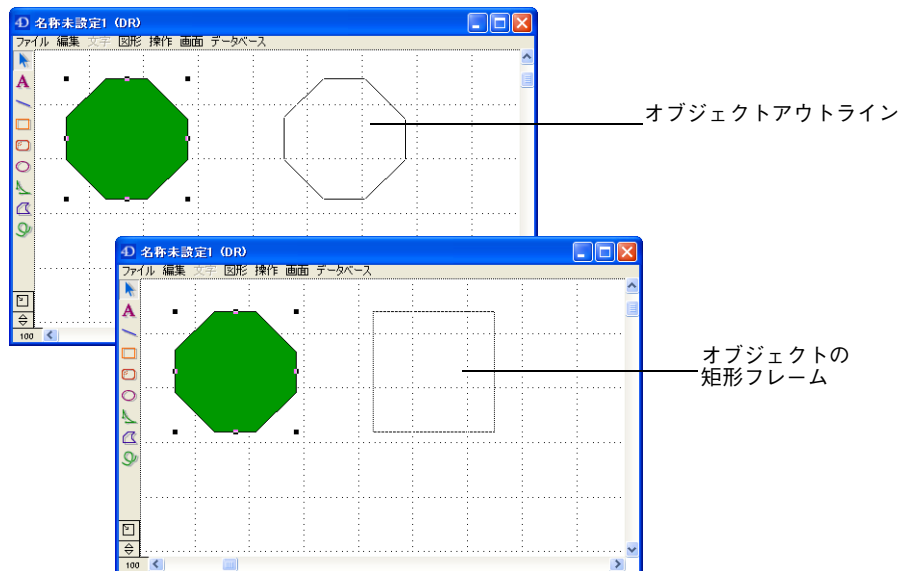 名称未設定1 (DR)
ファイル 編集 文字 図形 操作 画面 データベース
A
100
オブジェクトアウトライン
名称未設定1 (DR)
ファイル 編集 文字 図形 操作 画面 データベース
A
100
オブジェクトの
矩形フレーム